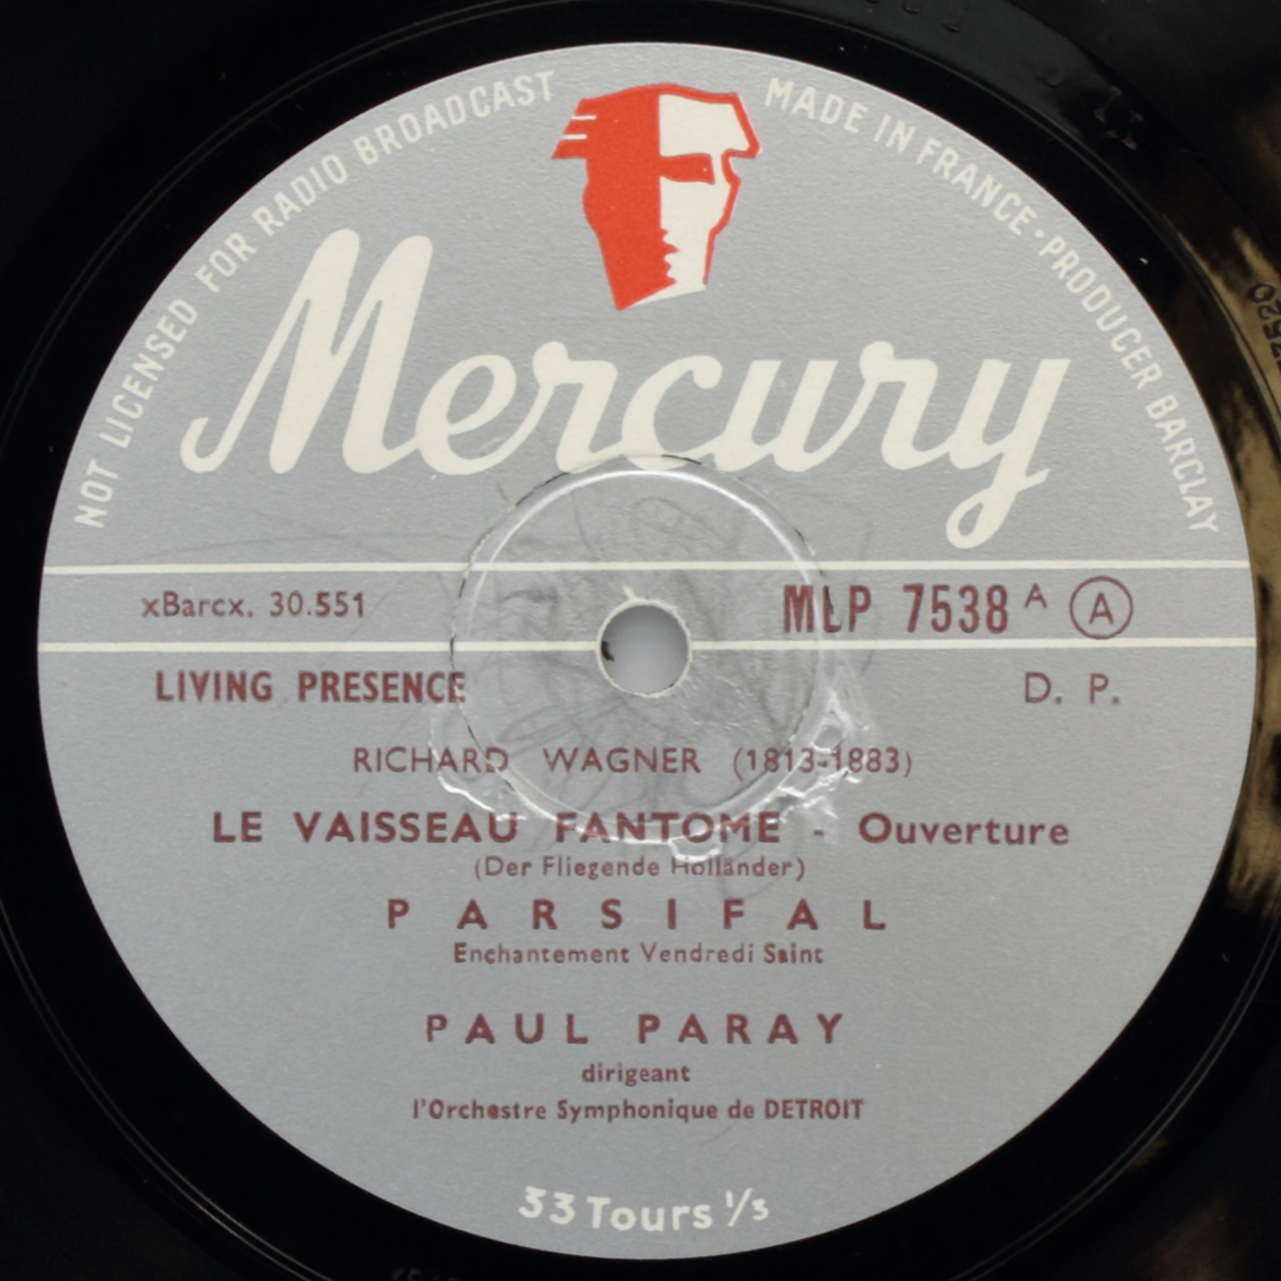 NOT LICENSED FOR RADIO BROADCAST
MADE IN FRANCE · PRODUCER BARCLAY
Mercury
xBarcx. 30.551
MLP 7538 A A
LIVING PRESENCE
D. P.
RICHARD WAGNER (1813-1883)
LE VAISSEAU FANTOME - Ouverture
(Der Fliegende Hollander)
PARSIFAL
Enchantement Vendredi Saint
PAUL PARAY
dirigeant
l'Orchestre Symphonique de DETROIT
33 Tours 1/3